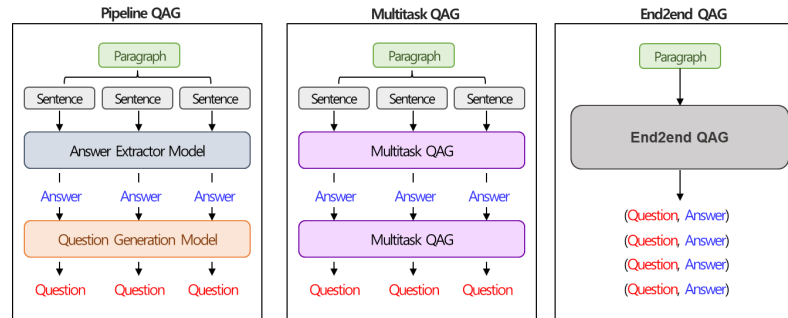 Pipeline QAG
Paragraph
Sentence Sentence Sentence
Answer Extractor Model
Answer Answer Answer
Question Generation Model
Question Question Question
Multitask QAG
Paragraph
Sentence Sentence Sentence
Multitask QAG
Answer Answer Answer
Multitask QAG
Question Question Question
End2end QAG
Paragraph
End2end QAG
(Question, Answer)
(Question, Answer)
(Question, Answer)
(Question, Answer)